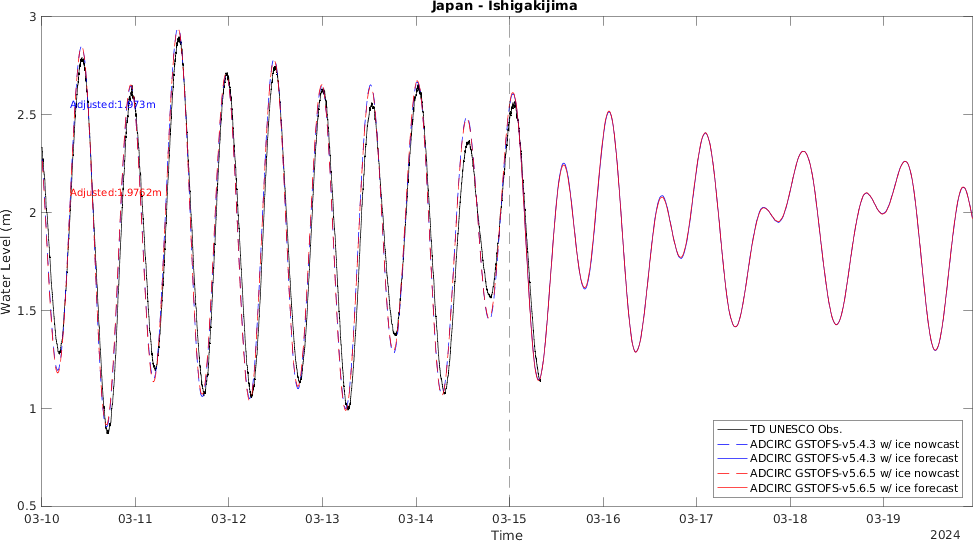 Japan - Ishigakijima
3
2.5
2
1.5
1
0.5
Water Level (m)
Adjusted:1.973m
Adjusted:1.9762m
TD UNESCO Obs.
ADCIRC GSTOFS-v5.4.3 w/ ice nowcast
ADCIRC GSTOFS-v5.4.3 w/ ice forecast
ADCIRC GSTOFS-v5.6.5 w/ ice nowcast
ADCIRC GSTOFS-v5.6.5 w/ ice forecast
03-10 03-11 03-12 03-13 03-14 03-15 03-16 03-17 03-18 03-19
Time
2024